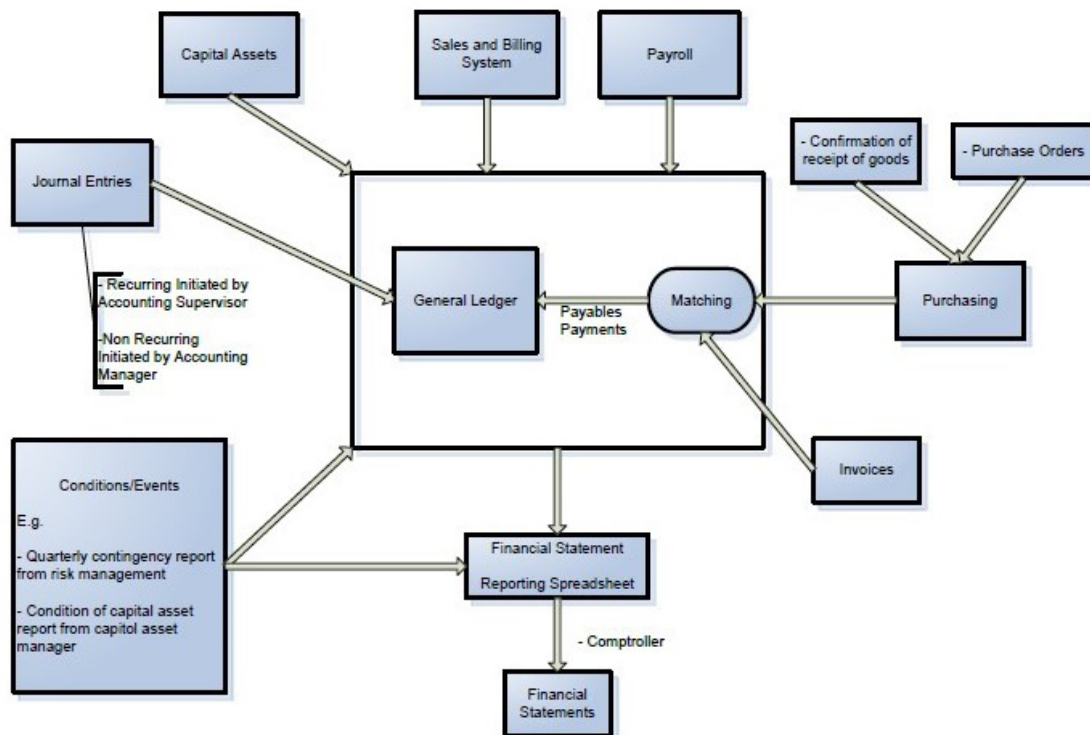 Capital Assets
Sales and Billing
System
Payroll
- Confirmation of
receipt of goods
- Purchase Orders
Journal Entries
- Recurring Initiated by
Accounting Supervisor
-Non Recurring
Initiated by Accounting
Manager
General Ledger
Payables
Payments
Matching
Purchasing
Invoices
Conditions/Events
E.g.
- Quarterly contingency report
from risk management
- Condition of capital asset
report from capitol asset
manager
Financial Statement
Reporting Spreadsheet
- Comptroller
Financial
Statements